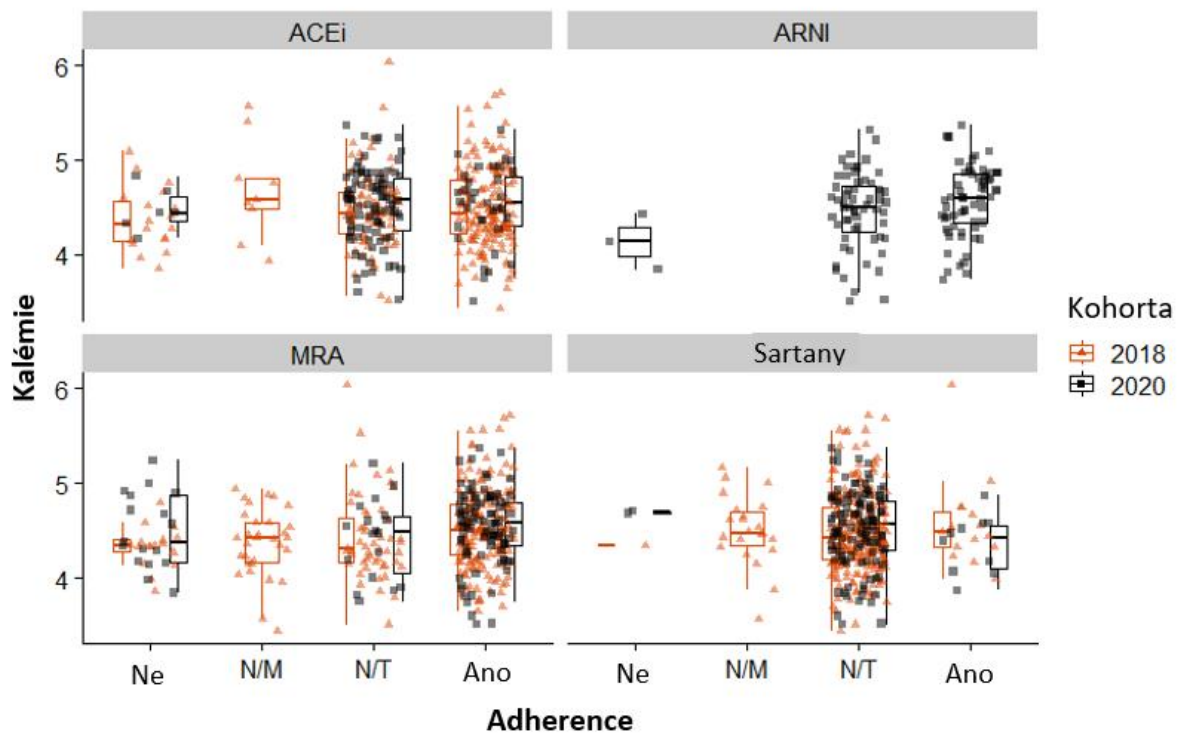 ACEi
ARNI
6
5
4
Kalémie
MRA
Sartany
6
5
4
Kohorta
2018
2020
Ne
N/M
N/T
Ano
Ne
N/M
N/T
Ano
Adherence